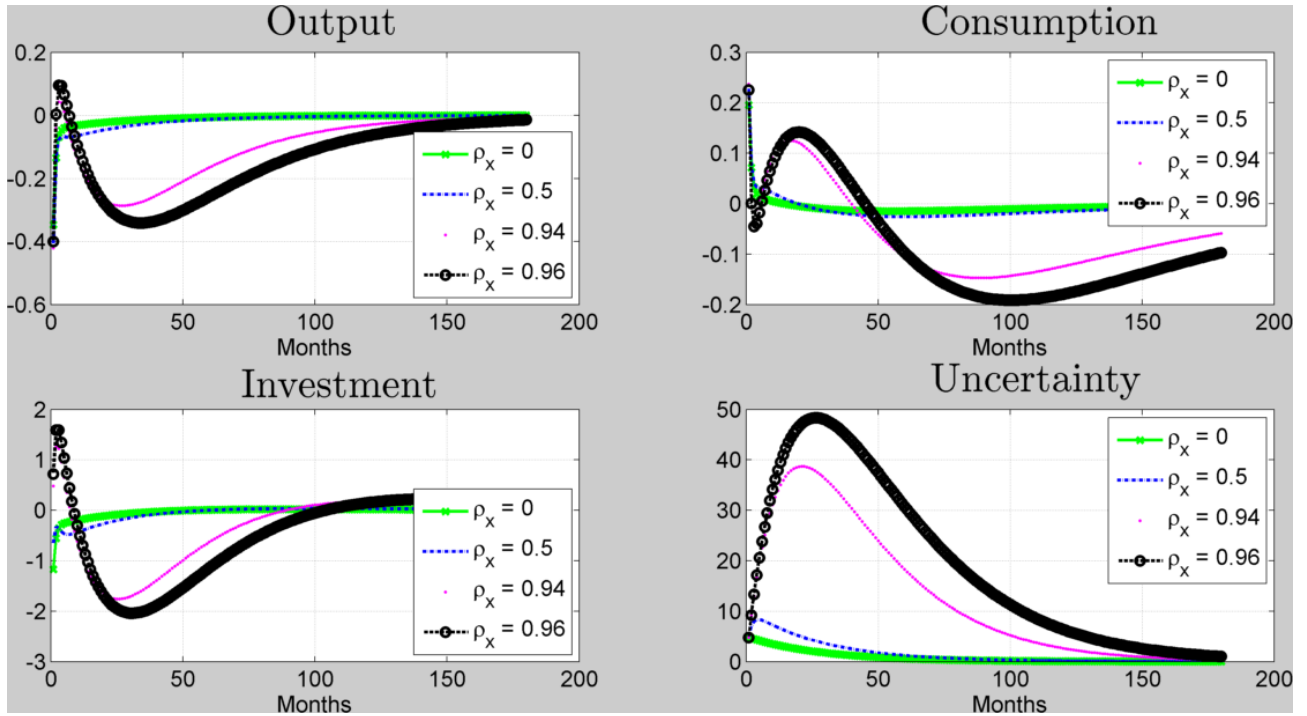 Output
0.2
0
-0.2
-0.4
-0.6
0 50 100 150 200
Months
ρx = 0
ρx = 0.5
ρx = 0.94
ρx = 0.96
Consumption
0.3
0.2
0.1
0
-0.1
-0.2
0 50 100 150 200
Months
ρx = 0
ρx = 0.5
ρx = 0.94
ρx = 0.96
Investment
2
1
0
-1
-2
-3
0 50 100 150 200
Months
ρx = 0
ρx = 0.5
ρx = 0.94
ρx = 0.96
Uncertainty
50
40
30
20
10
0
0 50 100 150 200
Months
ρx = 0
ρx = 0.5
ρx = 0.94
ρx = 0.96